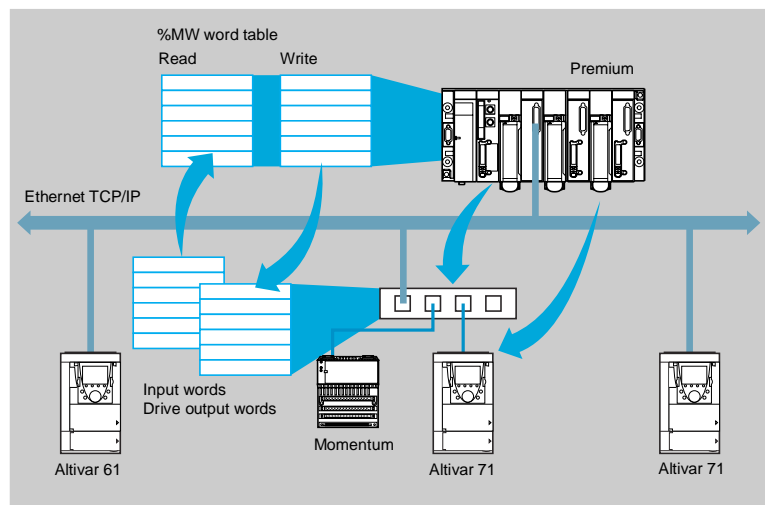 %MW word table
Read Write
Premium
Ethernet TCP/IP
Input words
Drive output words
Momentum
Altivar 61
Altivar 71
Altivar 71